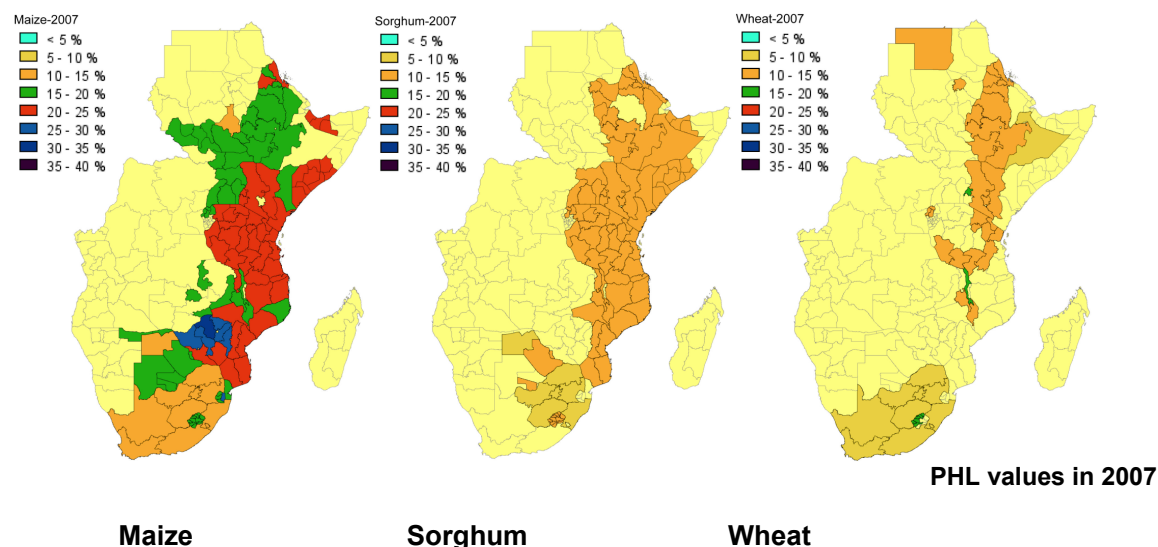 Maize-2007
< 5 %
5 - 10 %
10 - 15 %
15 - 20 %
20 - 25 %
25 - 30 %
30 - 35 %
35 - 40 %
Sorghum-2007
< 5 %
5 - 10 %
10 - 15 %
15 - 20 %
20 - 25 %
25 - 30 %
30 - 35 %
35 - 40 %
Wheat-2007
< 5 %
5 - 10 %
10 - 15 %
15 - 20 %
20 - 25 %
25 - 30 %
30 - 35 %
35 - 40 %
PHL values in 2007
Maize
Sorghum
Wheat